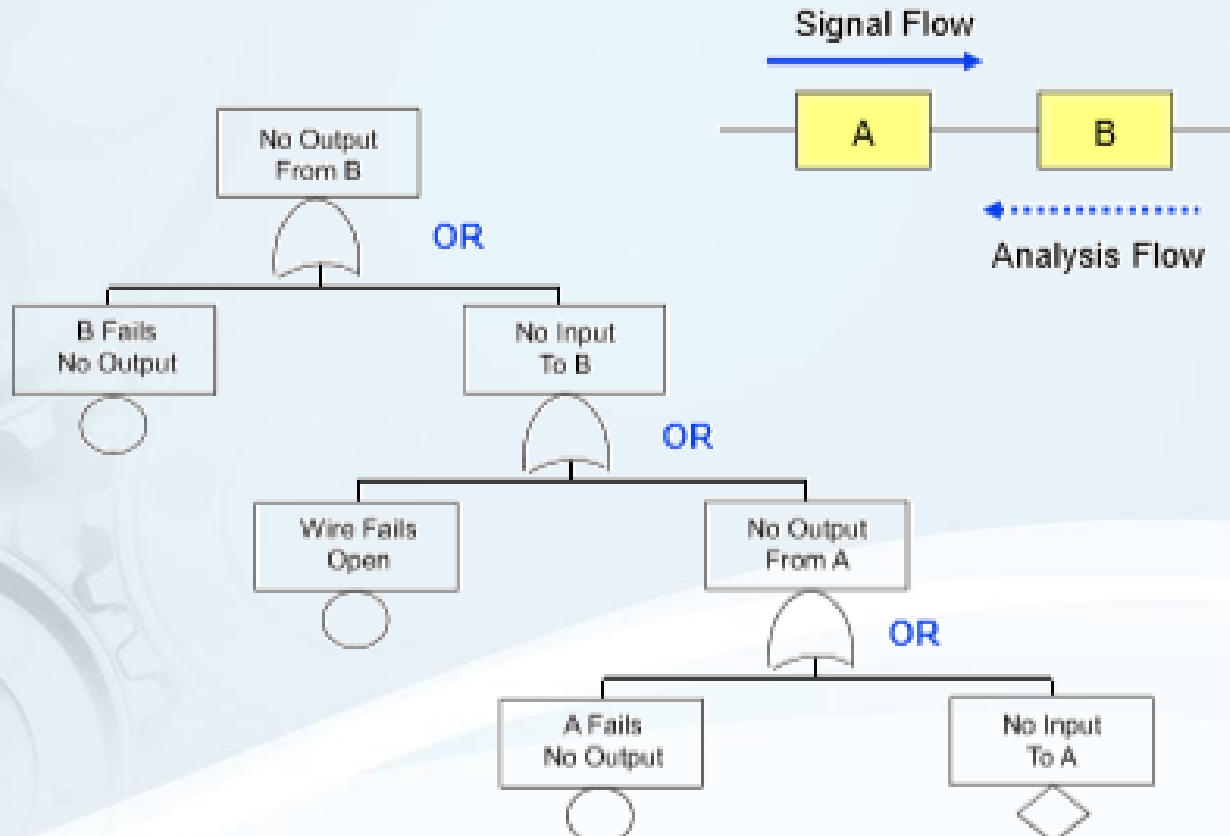 Signal Flow
A
B
Analysis Flow
No Output
From B
OR
B Fails
No Output
No Input
To B
OR
Wire Fails
Open
No Output
From A
OR
A Fails
No Output
No Input
To A